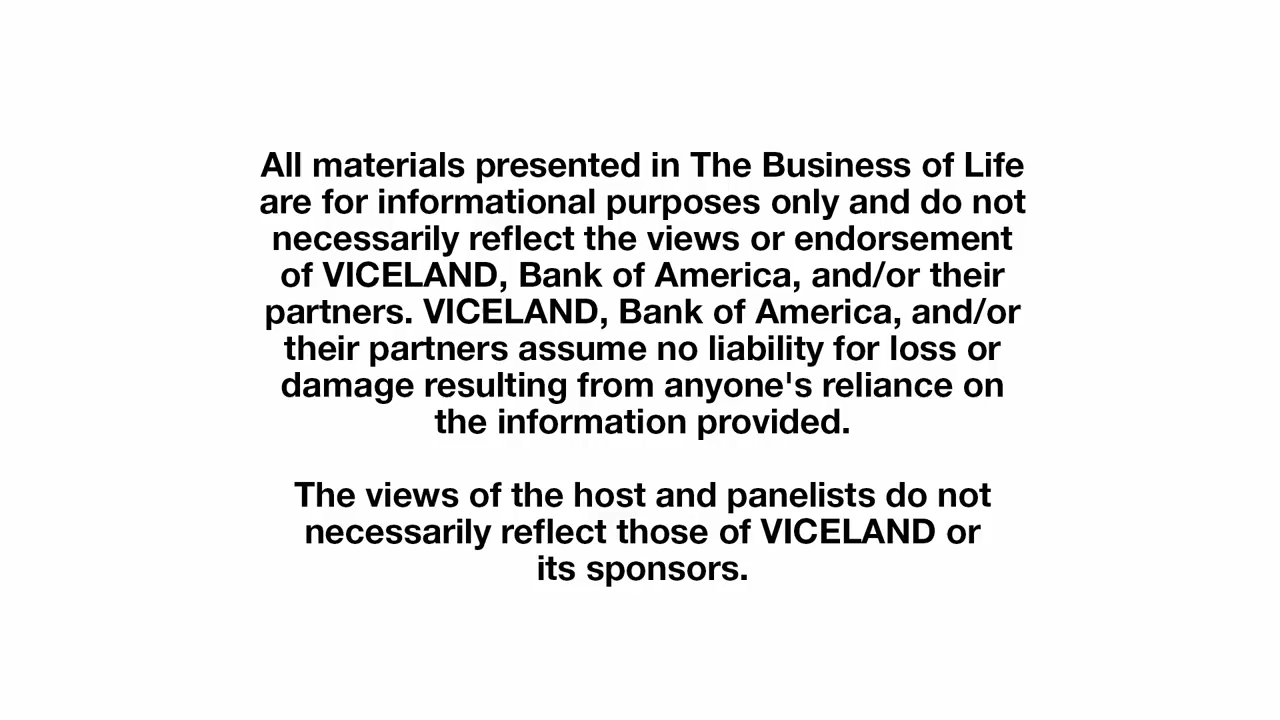 All materials presented in The Business of Life
are for informational purposes only and do not
necessarily reflect the views or endorsement
of VICELAND, Bank of America, and/or their
partners. VICELAND, Bank of America, and/or
their partners assume no liability for loss or
damage resulting from anyone's reliance on
the information provided.
The views of the host and panelists do not
necessarily reflect those of VICELAND or
its sponsors.